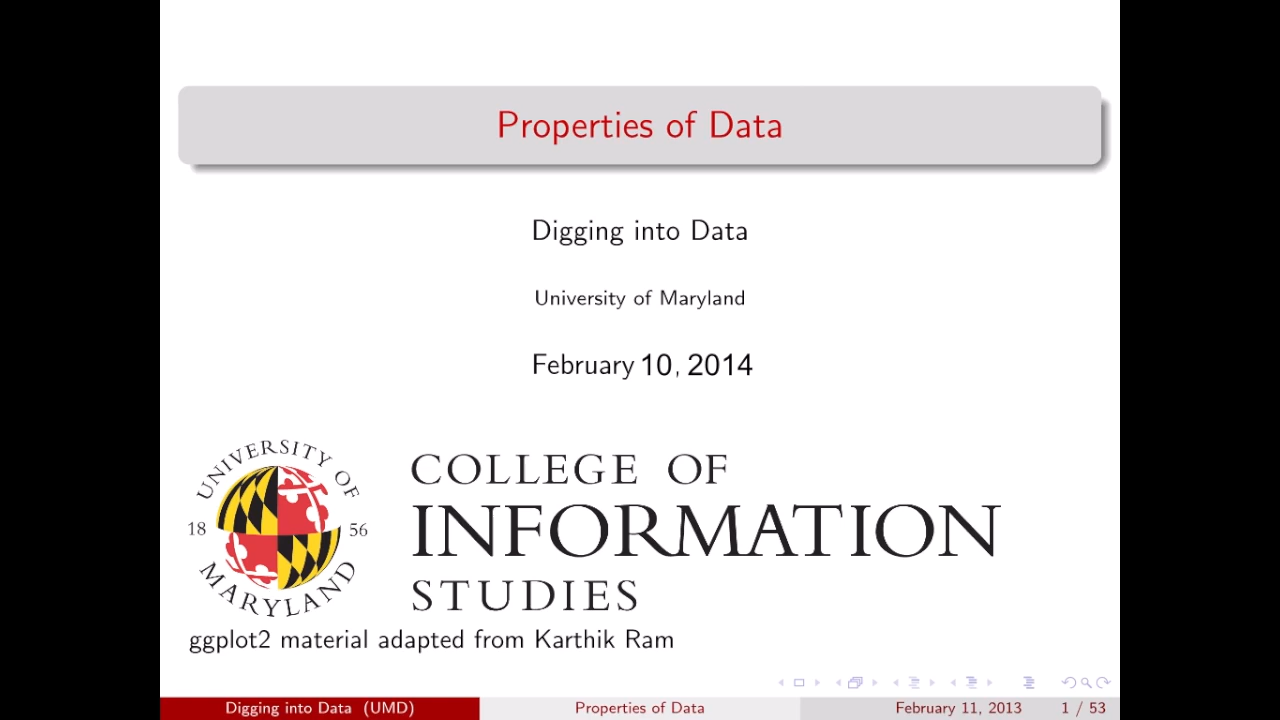 Properties of Data
Digging into Data
University of Maryland
February 10, 2014
UNIVERSITY OF
18 56
MARYLAND
COLLEGE OF
INFORMATION
STUDIES
ggplot2 material adapted from Karthik Ram
Digging into Data (UMD) Properties of Data February 11, 2013 1 / 53